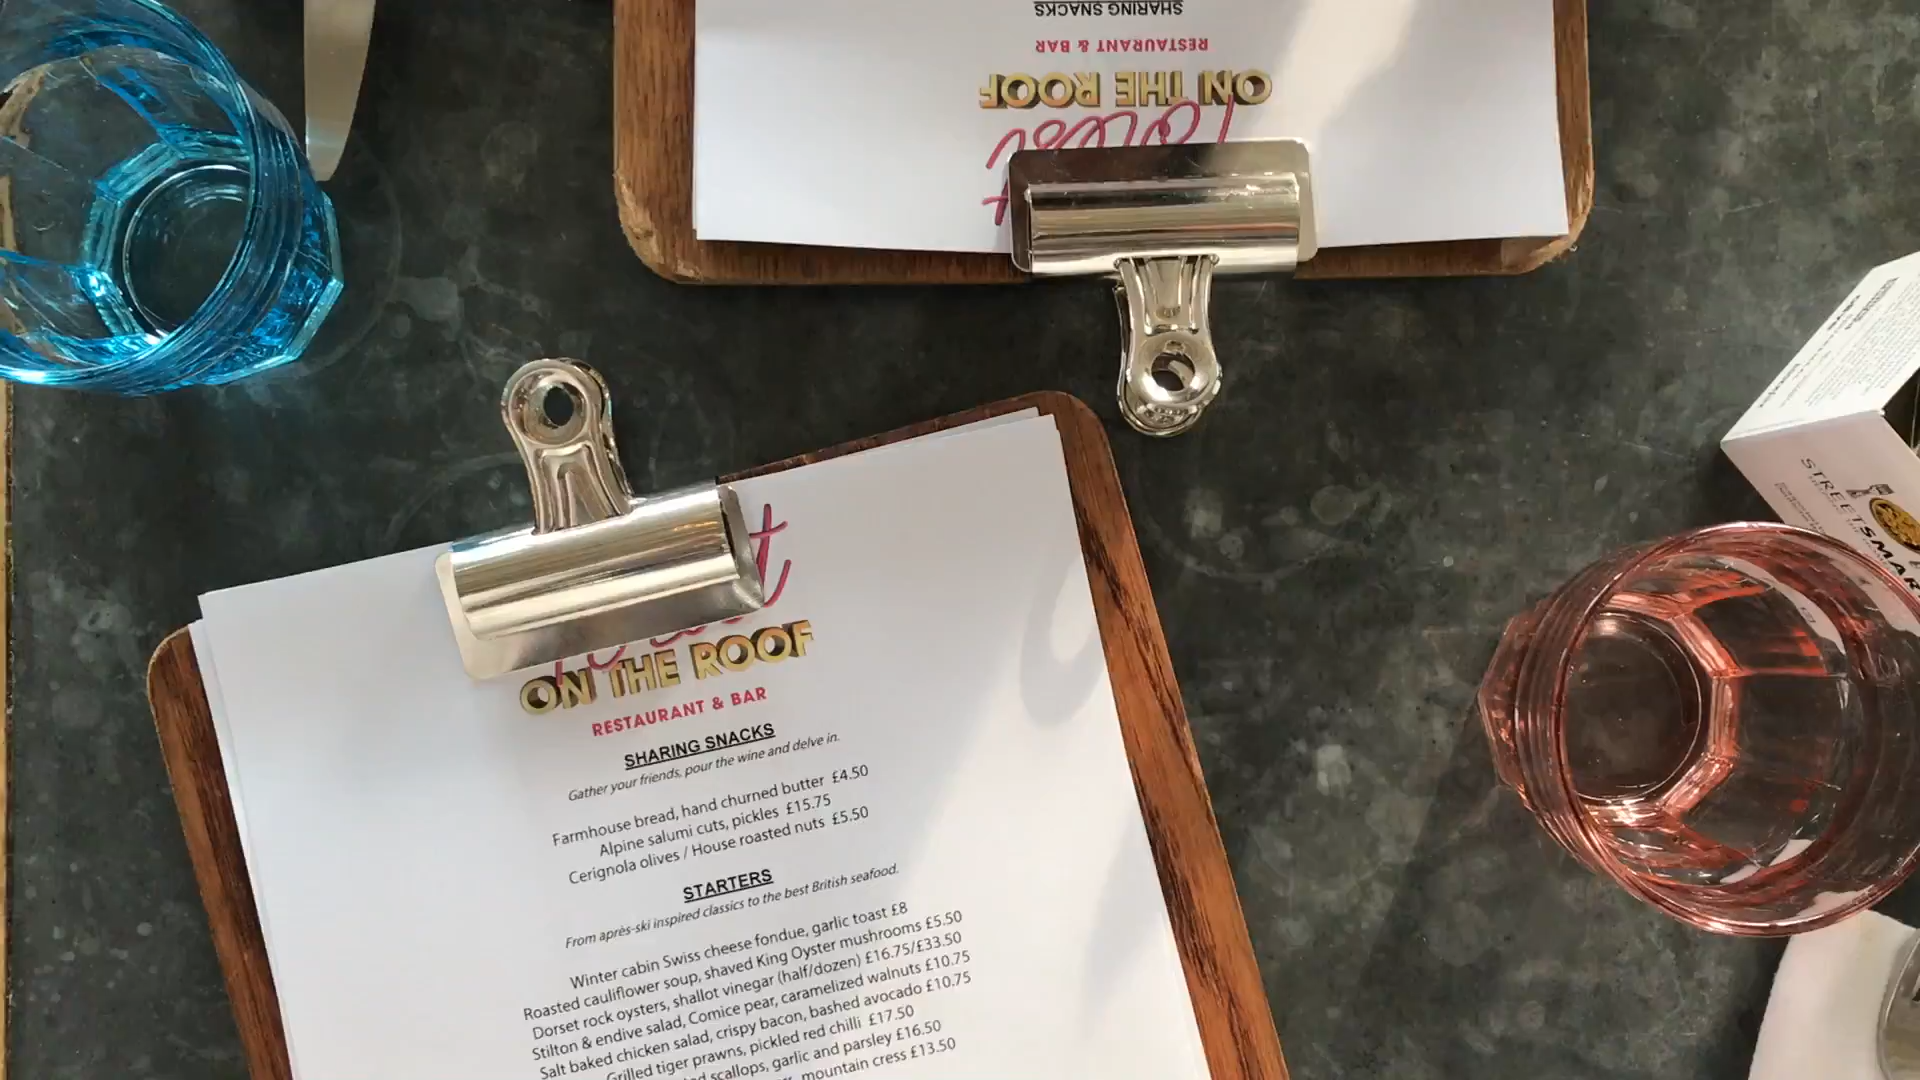 SHARING SNACKS
RESTAURANT & BAR
ON THE ROOF
Forest
ON THE ROOF
RESTAURANT & BAR
SHARING SNACKS
Gather your friends, pour the wine and delve in.
Farmhouse bread, hand churned butter £4.50
Alpine salumi cuts, pickles £15.75
Cerignola olives / House roasted nuts £5.50
STARTERS
From après-ski inspired classics to the best British seafood.
Winter cabin Swiss cheese fondue, garlic toast £8
Roasted cauliflower soup, shaved King Oyster mushrooms £5.50
Dorset rock oysters, shallot vinegar (half/dozen) £16.75/£33.50
Stilton & endive salad, Comice pear, caramelized walnuts £10.75
Salt baked chicken salad, crispy bacon, bashed avocado £10.75
Grilled tiger prawns, pickled red chilli £17.50
scallops, garlic and parsley £16.50
mountain cress £13.50
STREETSMAR